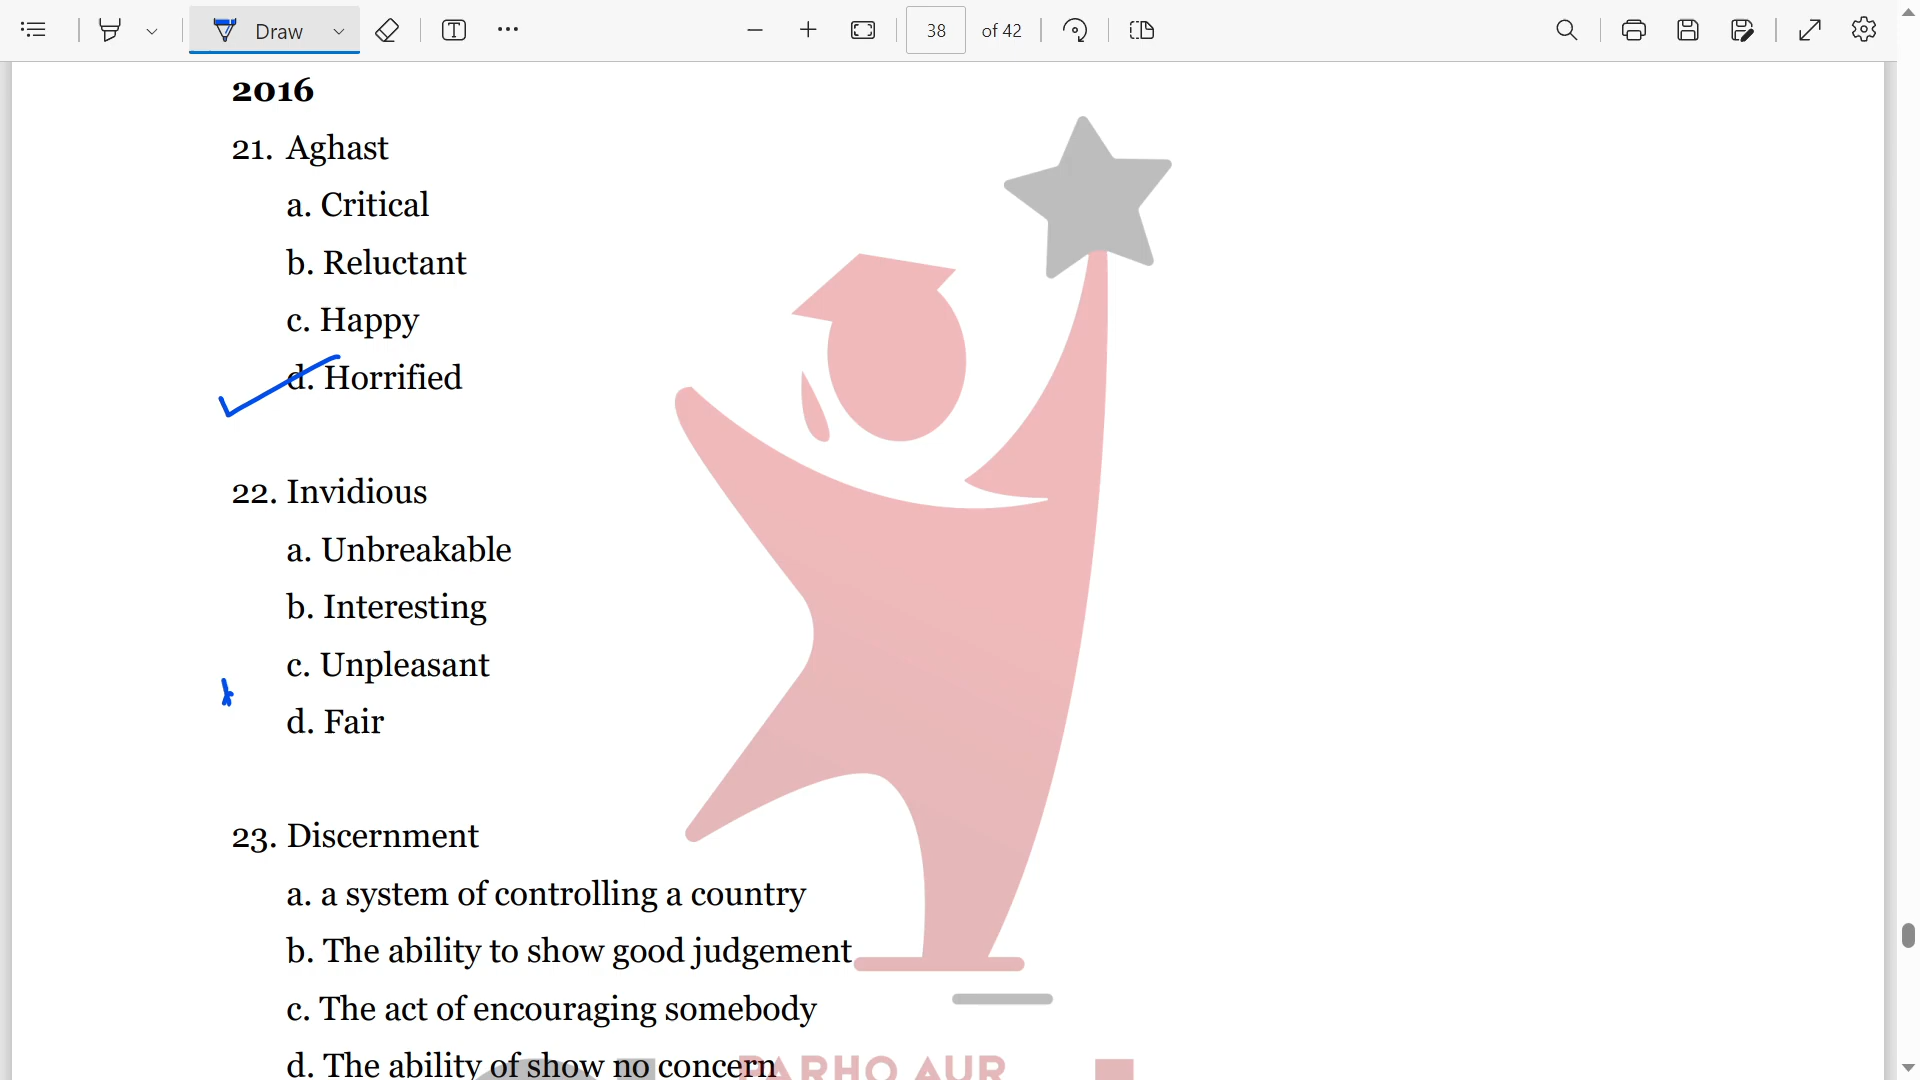 Draw
38 of 42
2016
21. Aghast
a. Critical
b. Reluctant
c. Happy
d. Horrified
22. Invidious
a. Unbreakable
b. Interesting
c. Unpleasant
d. Fair
23. Discernment
a. a system of controlling a country
b. The ability to show good judgement
c. The act of encouraging somebody
d. The ability of show no concern
PARHO AUR